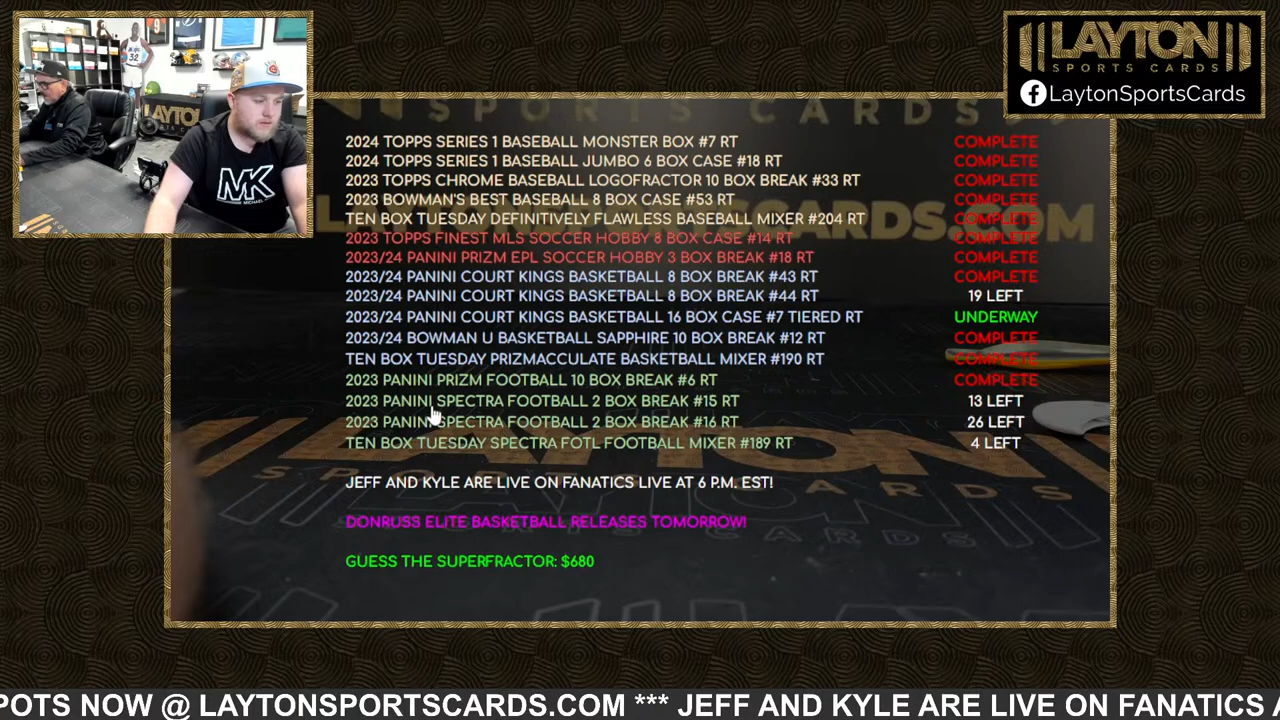 LAYTON
SPORTS CARDS
LaytonSportsCards
32
LAYTON
MK
SPORTS CARDS
2024 TOPPS SERIES 1 BASEBALL MONSTER BOX #7 RT COMPLETE
2024 TOPPS SERIES 1 BASEBALL JUMBO 6 BOX CASE #18 RT COMPLETE
2023 TOPPS CHROME BASEBALL LOGOFRACTOR 10 BOX BREAK #33 RT COMPLETE
2023 BOWMAN'S BEST BASEBALL 8 BOX CASE #53 RT COMPLETE
TEN BOX TUESDAY DEFINITIVELY FLAWLESS BASEBALL MIXER #204 RT COMPLETE
2023 TOPPS FINEST MLS SOCCER HOBBY 8 BOX CASE #14 RT COMPLETE
2023/24 PANINI PRIZM EPL SOCCER HOBBY 3 BOX BREAK #18 RT COMPLETE
2023/24 PANINI COURT KINGS BASKETBALL 8 BOX BREAK #43 RT COMPLETE
2023/24 PANINI COURT KINGS BASKETBALL 8 BOX BREAK #44 RT 19 LEFT
2023/24 PANINI COURT KINGS BASKETBALL 16 BOX CASE #7 TIERED RT UNDERWAY
2023/24 BOWMAN U BASKETBALL SAPPHIRE 10 BOX BREAK #12 RT COMPLETE
TEN BOX TUESDAY PRIZMACCULATE BASKETBALL MIXER #190 RT COMPLETE
2023 PANINI PRIZM FOOTBALL 10 BOX BREAK #6 RT COMPLETE
2023 PANINI SPECTRA FOOTBALL 2 BOX BREAK #15 RT 13 LEFT
2023 PANINI SPECTRA FOOTBALL 2 BOX BREAK #16 RT 26 LEFT
TEN BOX TUESDAY SPECTRA FOTL FOOTBALL MIXER #189 RT 4 LEFT
JEFF AND KYLE ARE LIVE ON FANATICS LIVE AT 6 P.M. EST!
DONRUSS ELITE BASKETBALL RELEASES TOMORROW!
GUESS THE SUPERFRACTOR: $680
LAYTON
SPOTS NOW @ LAYTONSPORTSCARDS.COM *** JEFF AND KYLE ARE LIVE ON FANATICS